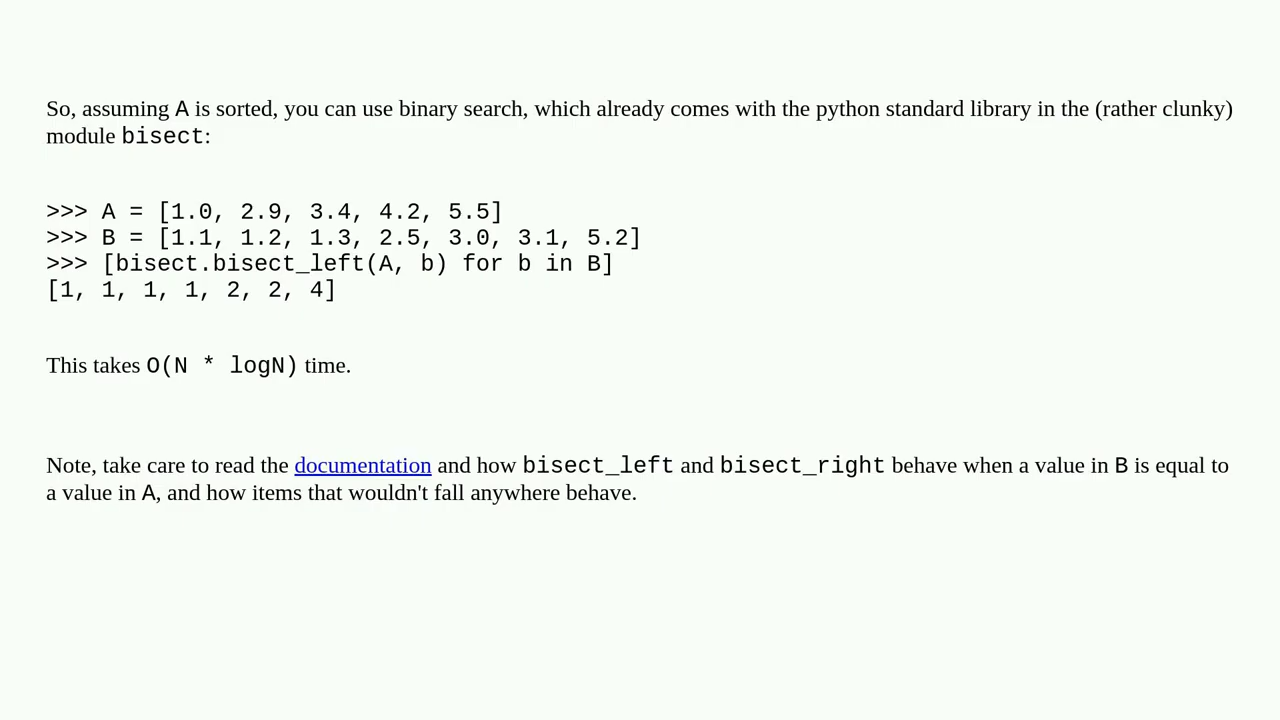 So, assuming A is sorted, you can use binary search, which already comes with the python standard library in the (rather clunky)
module bisect:
>>> A = [1.0, 2.9, 3.4, 4.2, 5.5]
>>> B = [1.1, 1.2, 1.3, 2.5, 3.0, 3.1, 5.2]
>>> [bisect.bisect_left(A, b) for b in B]
[1, 1, 1, 1, 2, 2, 4]
This takes O(N * logN) time.
Note, take care to read the documentation and how bisect_left and bisect_right behave when a value in B is equal to
a value in A, and how items that wouldn't fall anywhere behave.